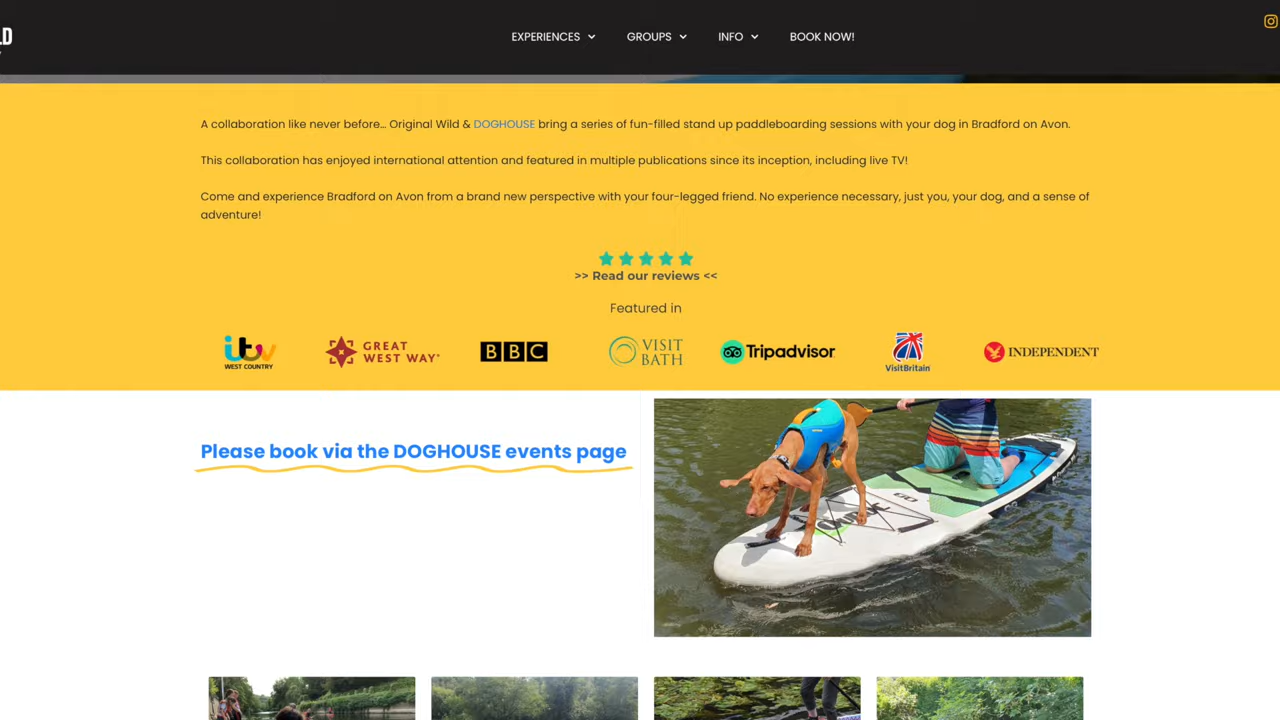 LD
EXPERIENCES GROUPS INFO BOOK NOW!
A collaboration like never before... Original Wild & DOGHOUSE bring a series of fun-filled stand up paddleboarding sessions with your dog in Bradford on Avon.
This collaboration has enjoyed international attention and featured in multiple publications since its inception, including live TV!
Come and experience Bradford on Avon from a brand new perspective with your four-legged friend. No experience necessary, just you, your dog, and a sense of
adventure!
>> Read our reviews <<
Featured in
itv WEST COUNTRY
GREAT WEST WAY®
BBC
VISIT BATH
Tripadvisor
VisitBritain
INDEPENDENT
Please book via the DOGHOUSE events page